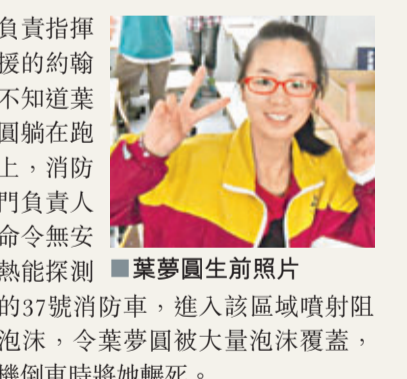 負責指揮
援的約翰
不知道葉
圓躺在跑
上，消防
門負責人
命令無安
熱能探測
■葉夢圓生前照片
的37號消防車，進入該區域噴射阻
泡沫，令葉夢圓被大量泡沫覆蓋，
機倒車時將她輾死。